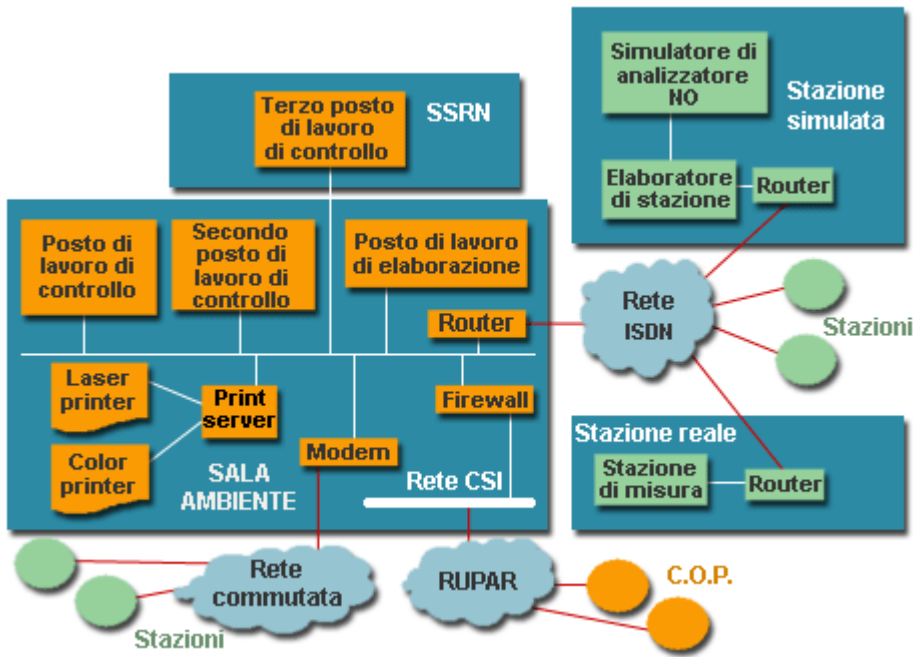 Simulatore di
analizzatore
NO
Stazione
simulata
Elaboratore
di stazione
Router
Terzo posto
di lavoro
di controllo
SSRN
Posto di
lavoro di
controllo
Secondo
posto di
lavoro di
controllo
Posto di lavoro
di elaborazione
Router
Rete
ISDN
Stazioni
Laser
printer
Print
server
Firewall
Color
printer
Modem
SALA
AMBIENTE
Rete CSI
Stazione reale
Stazione
di misura
Router
Rete
commutata
RUPAR
C.O.P.
Stazioni